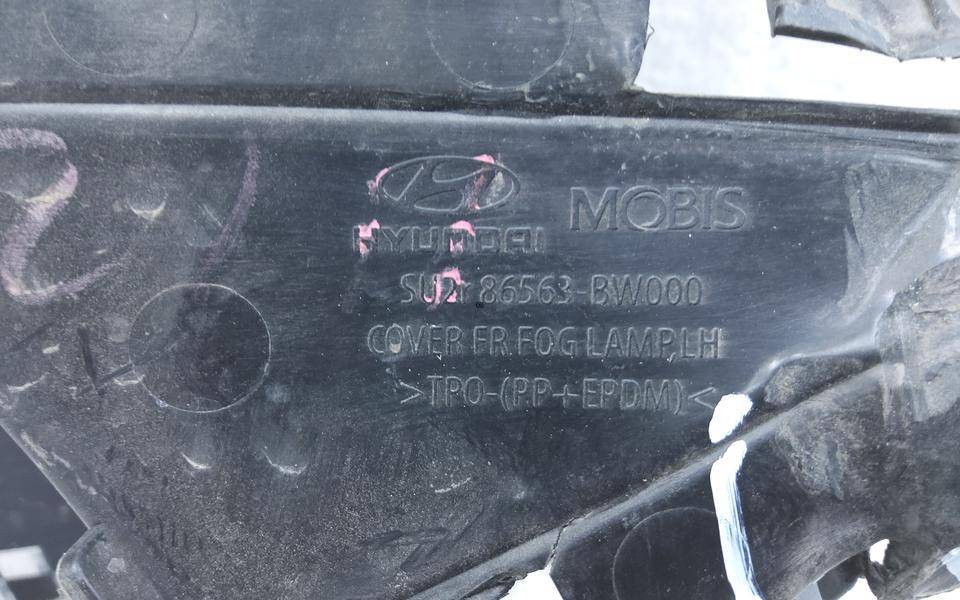 MOBIS
HYUNDAI
SU2r 86563-BW000
COVER FR FOG LAMP,LH
>TPO-(PP+EPDM)<